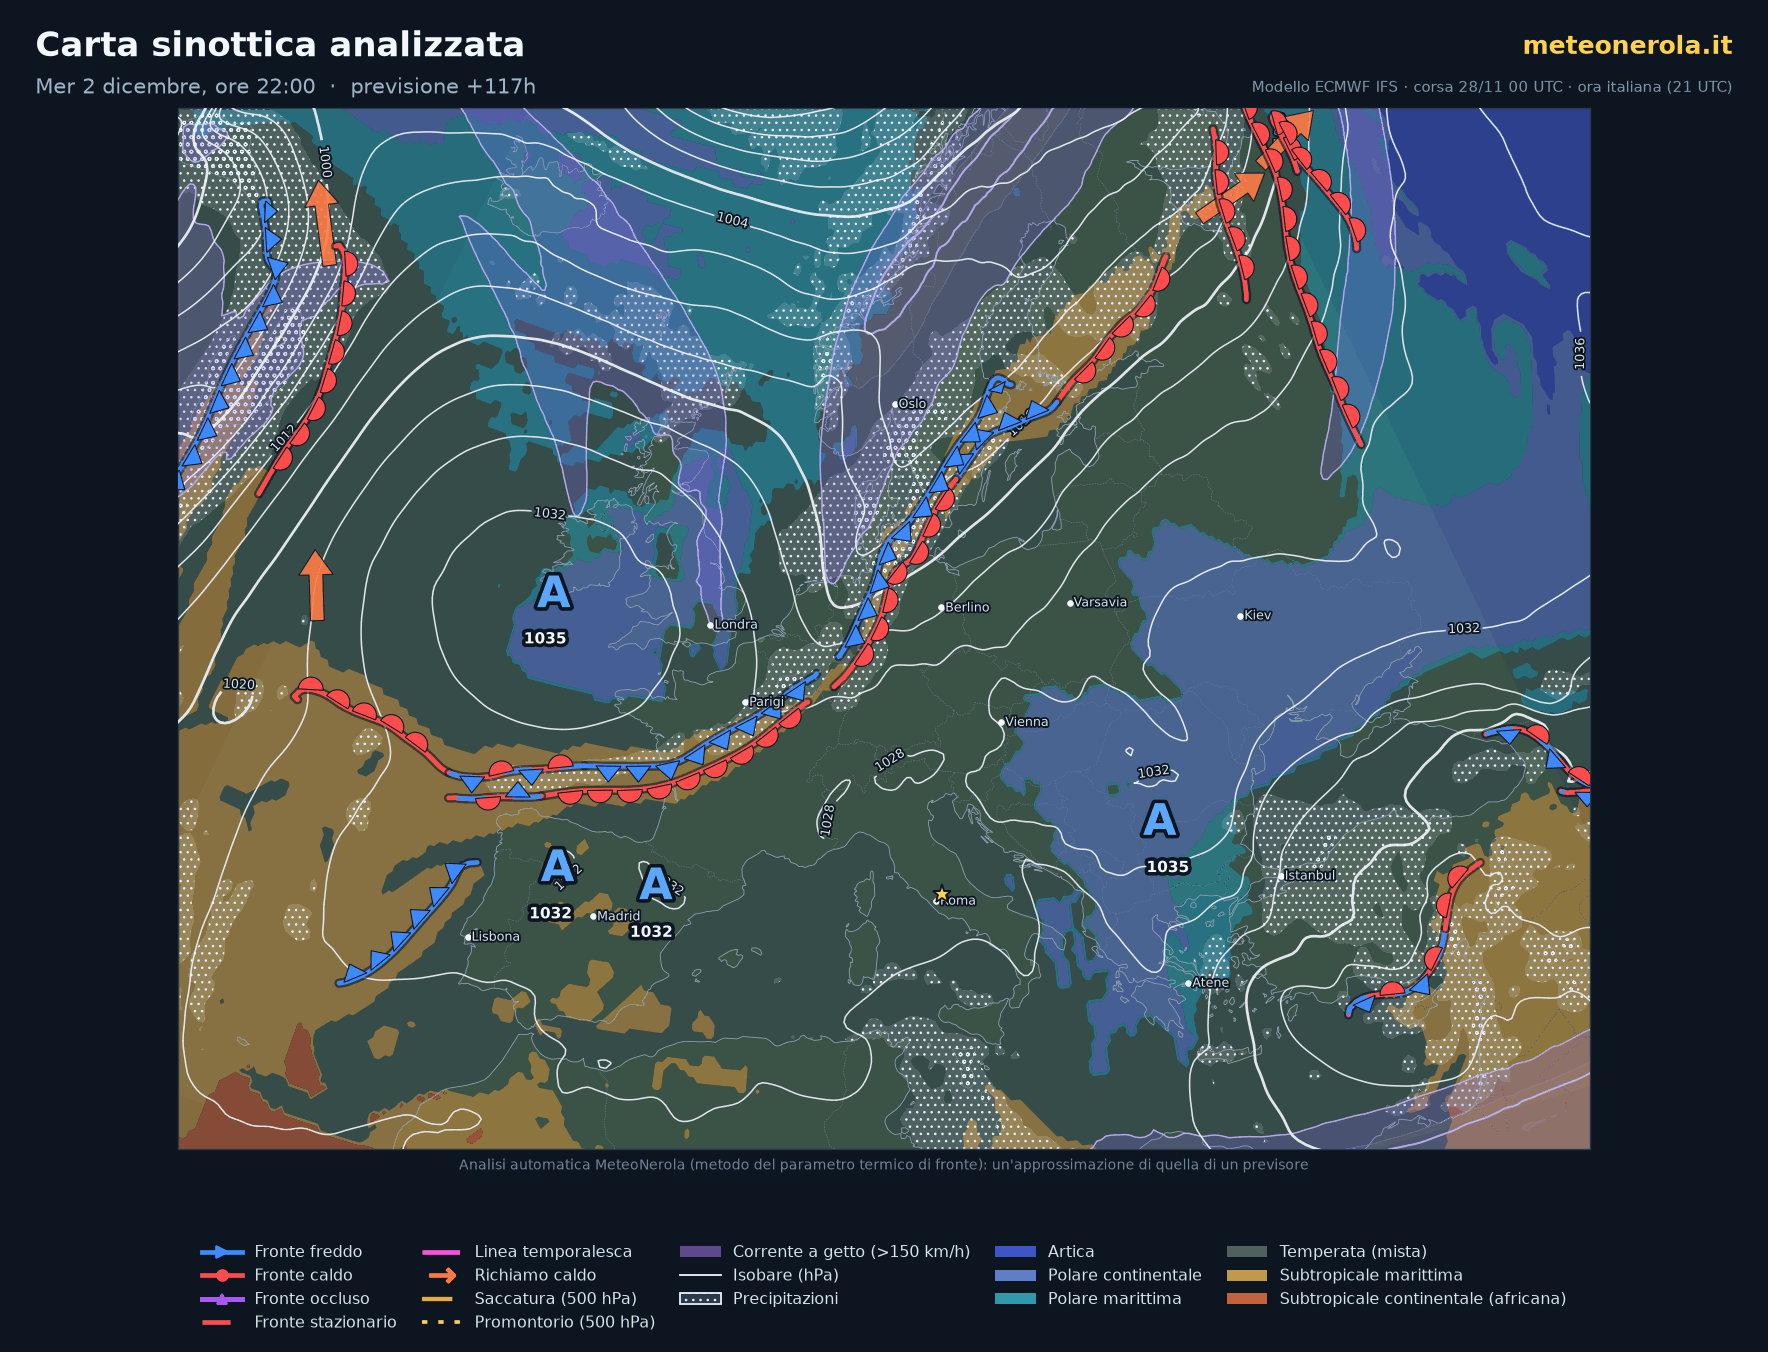 Carta sinottica analizzata
meteonerola.it
Mer 2 dicembre, ore 22:00 · previsione +117h
Modello ECMWF IFS · corsa 28/11 00 UTC · ora italiana (21 UTC)
1000
1004
1036
Oslo
1012
1032
A
1035
Londra
Berlino
Varsavia
Kiev
1032
1020
Parigi
Vienna
1028
1032
1028
A
1035
A
1032
A
1032
Madrid
Lisbona
Roma
Istanbul
Atene
Analisi automatica MeteoNerola (metodo del parametro termico di fronte): un'approssimazione di quella di un previsore
Fronte freddo
Fronte caldo
Fronte occluso
Fronte stazionario
Linea temporalesca
Richiamo caldo
Saccatura (500 hPa)
Promontorio (500 hPa)
Corrente a getto (>150 km/h)
Isobare (hPa)
Precipitazioni
Artica
Polare continentale
Polare marittima
Temperata (mista)
Subtropicale marittima
Subtropicale continentale (africana)